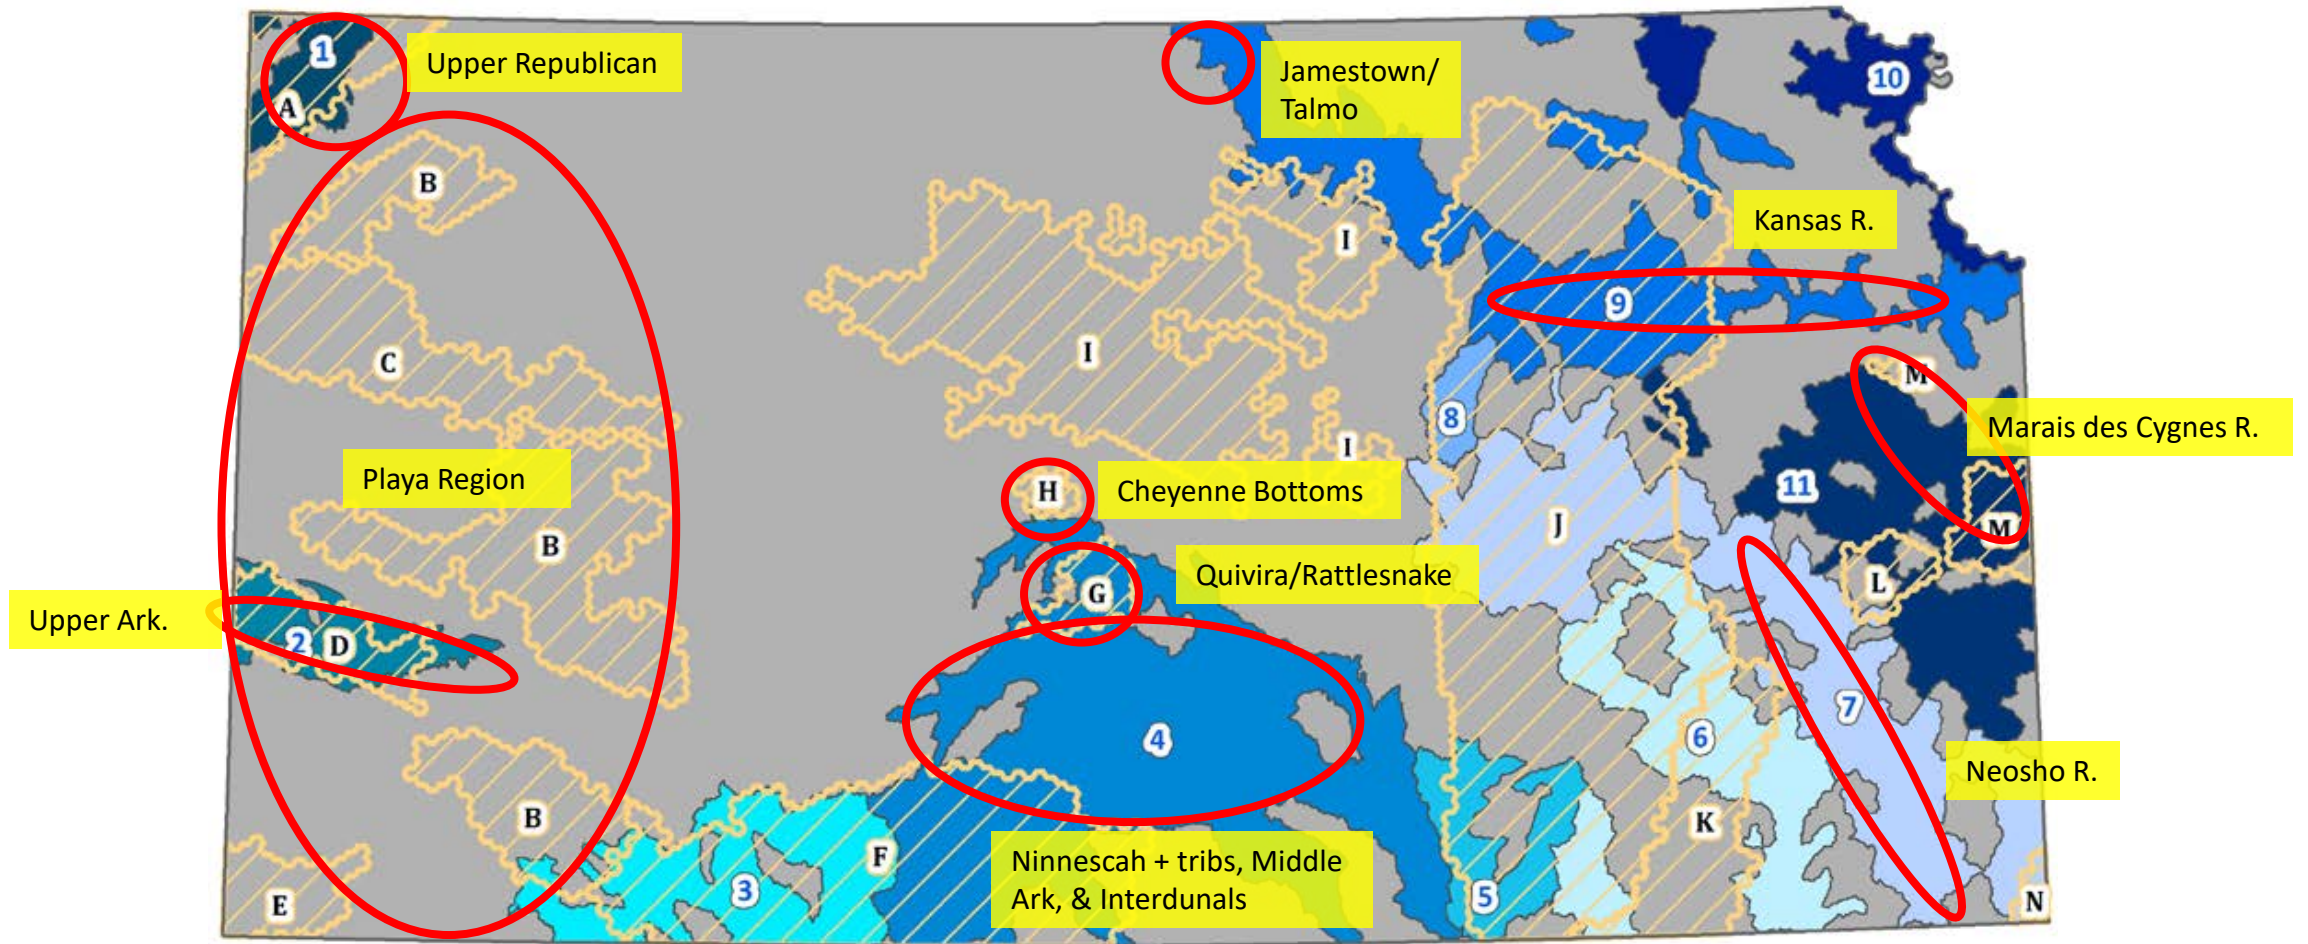 1
10
Upper Republican
Jamestown/
Talmo
A
B
Kansas R.
I
9
C
I
M
8
I
Marais des Cygnes R.
Playa Region
H
Cheyenne Bottoms
11
B
J
M
Quivira/Rattlesnake
L
G
Upper Ark.
2
D
7
4
6
Neosho R.
B
K
F
Ninnescah + tribs, Middle
Ark, & Interdunals
3
5
E
N